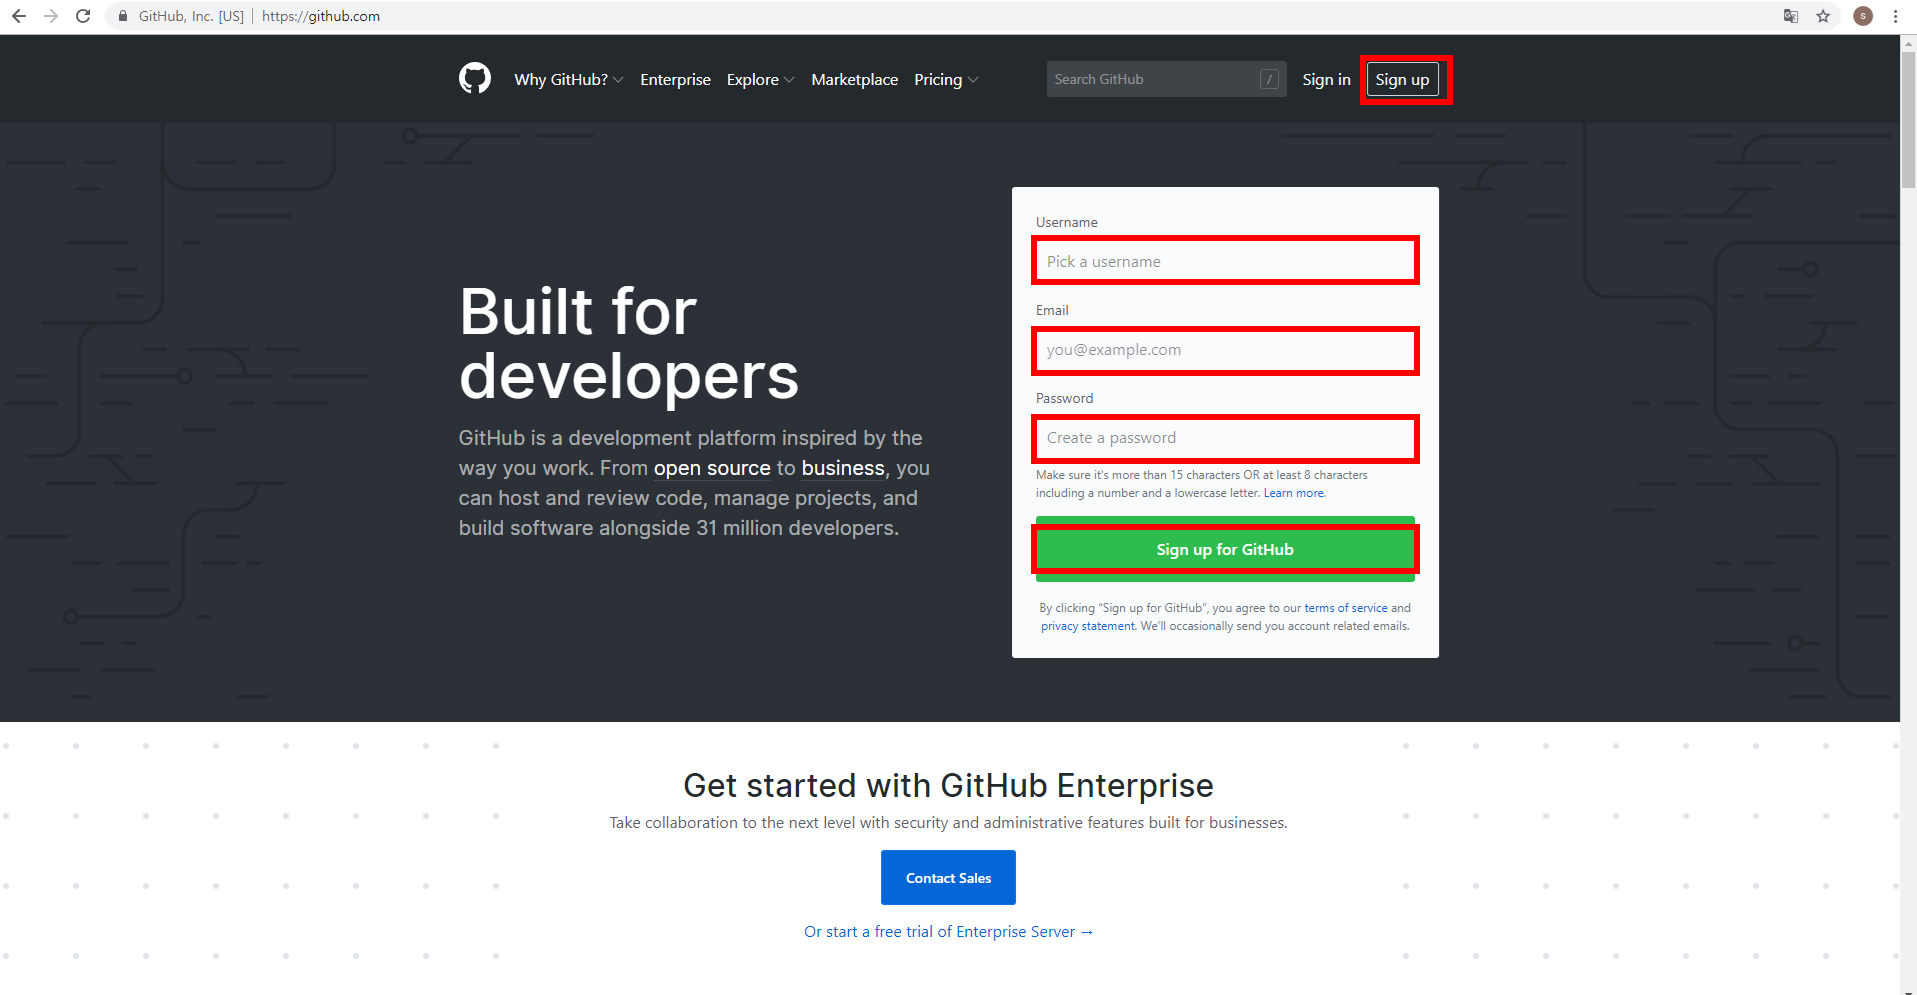 GitHub, Inc. [US] https://github.com
s
Why GitHub? Enterprise Explore Marketplace Pricing Search GitHub / Sign in Sign up
Built for
developers
GitHub is a development platform inspired by the
way you work. From open source to business, you
can host and review code, manage projects, and
build software alongside 31 million developers.
Username
Pick a username
Email
you@example.com
Password
Create a password
Make sure it's more than 15 characters OR at least 8 characters
including a number and a lowercase letter. Learn more.
Sign up for GitHub
By clicking “Sign up for GitHub”, you agree to our terms of service and
privacy statement. We’ll occasionally send you account related emails.
Get started with GitHub Enterprise
Take collaboration to the next level with security and administrative features built for businesses.
Contact Sales
Or start a free trial of Enterprise Server →